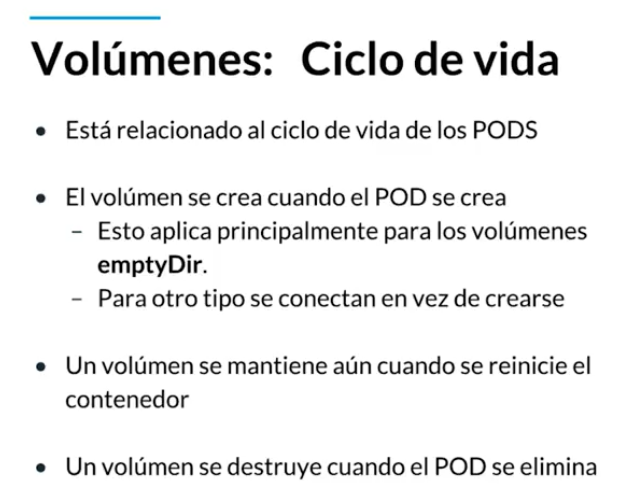 Volúmenes: Ciclo de vida
• Está relacionado al ciclo de vida de los PODS
• El volúmen se crea cuando el POD se crea
– Esto aplica principalmente para los volúmenes
emptyDir.
– Para otro tipo se conectan en vez de crearse
• Un volúmen se mantiene aún cuando se reinicie el
contenedor
• Un volúmen se destruye cuando el POD se elimina